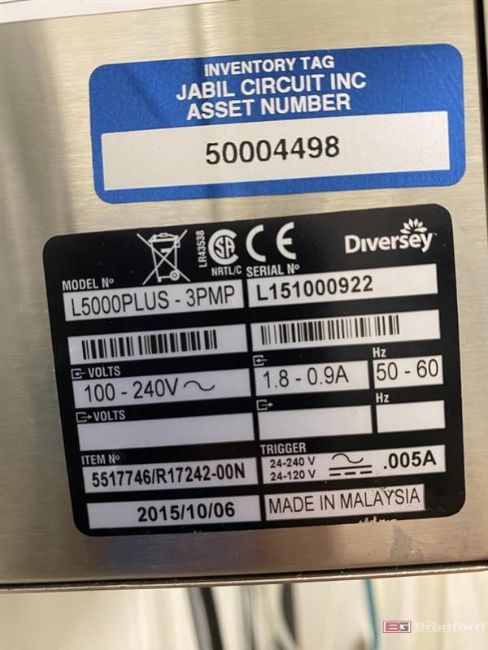 INVENTORY TAG
JABIL CIRCUIT INC
ASSET NUMBER
50004498
LR43538
NRTL/C
Diversey
MODEL Nº
L5000PLUS - 3PMP
SERIAL Nº
L151000922
VOLTS
100 - 240V ~
1.8 - 0.9A
Hz
50 - 60
VOLTS
Hz
ITEM Nº
5517746/R17242-00N
TRIGGER
24-240 V
24-120 V
.005A
2015/10/06
MADE IN MALAYSIA
Branford